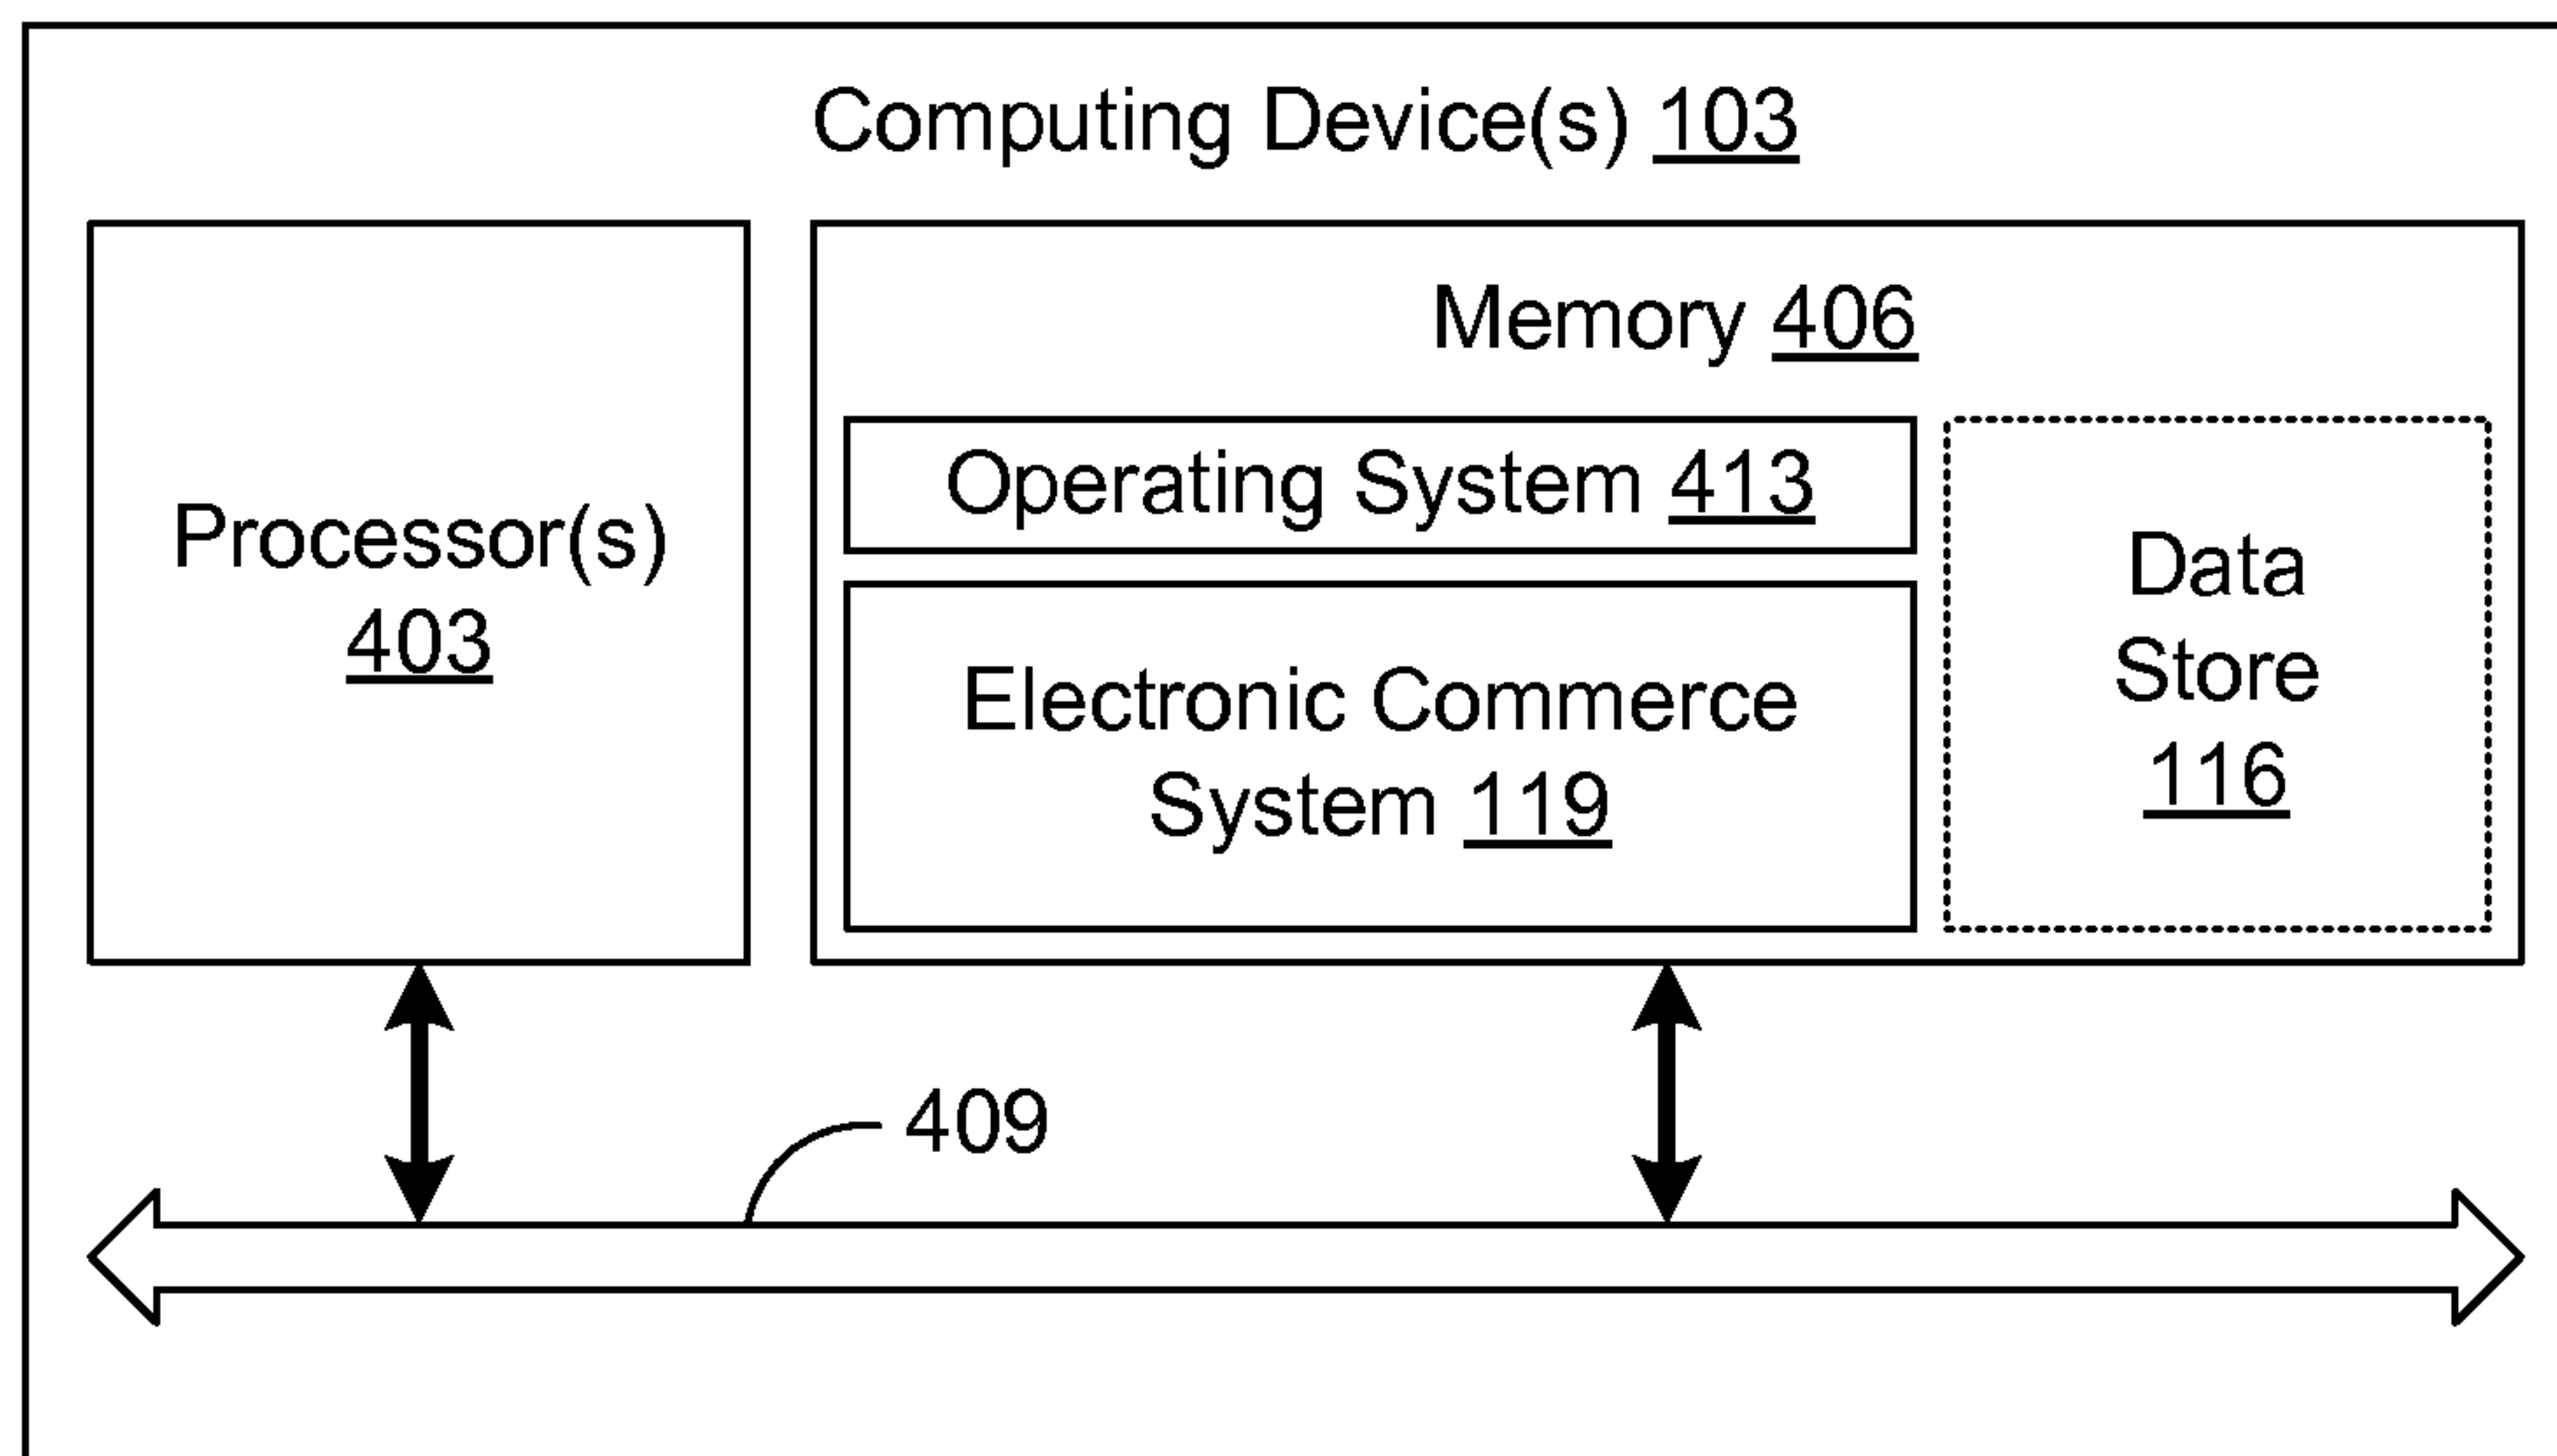 Computing Device(s) 103
Processor(s)
403
Memory 406
Operating System 413
Electronic Commerce
System 119
Data
Store
116
409